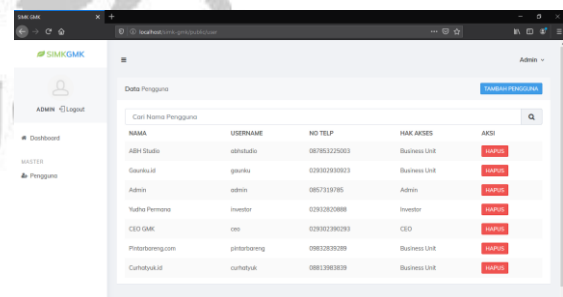 SIMK GMK
localhost/simk-gmk/public/user
SIMKGMK
Admin
ADMIN Logout
Dashboard
MASTER
Pengguna
Data Pengguna
TAMBAH PENGGUNA
Cari Nama Pengguna
NAMA USERNAME NO TELP HAK AKSES AKSI
ABH Studio abhstudio 087853225003 Business Unit HAPUS
Gaunku.id gaunku 029302930923 Business Unit HAPUS
Admin admin 0857319785 Admin HAPUS
Yudha Permana investor 02932820888 Investor HAPUS
CEO GMK ceo 029302390293 CEO HAPUS
Pintarbareng.com pintarbareng 09832839289 Business Unit HAPUS
Curhatyuk.id curhatyuk 08813983839 Business Unit HAPUS